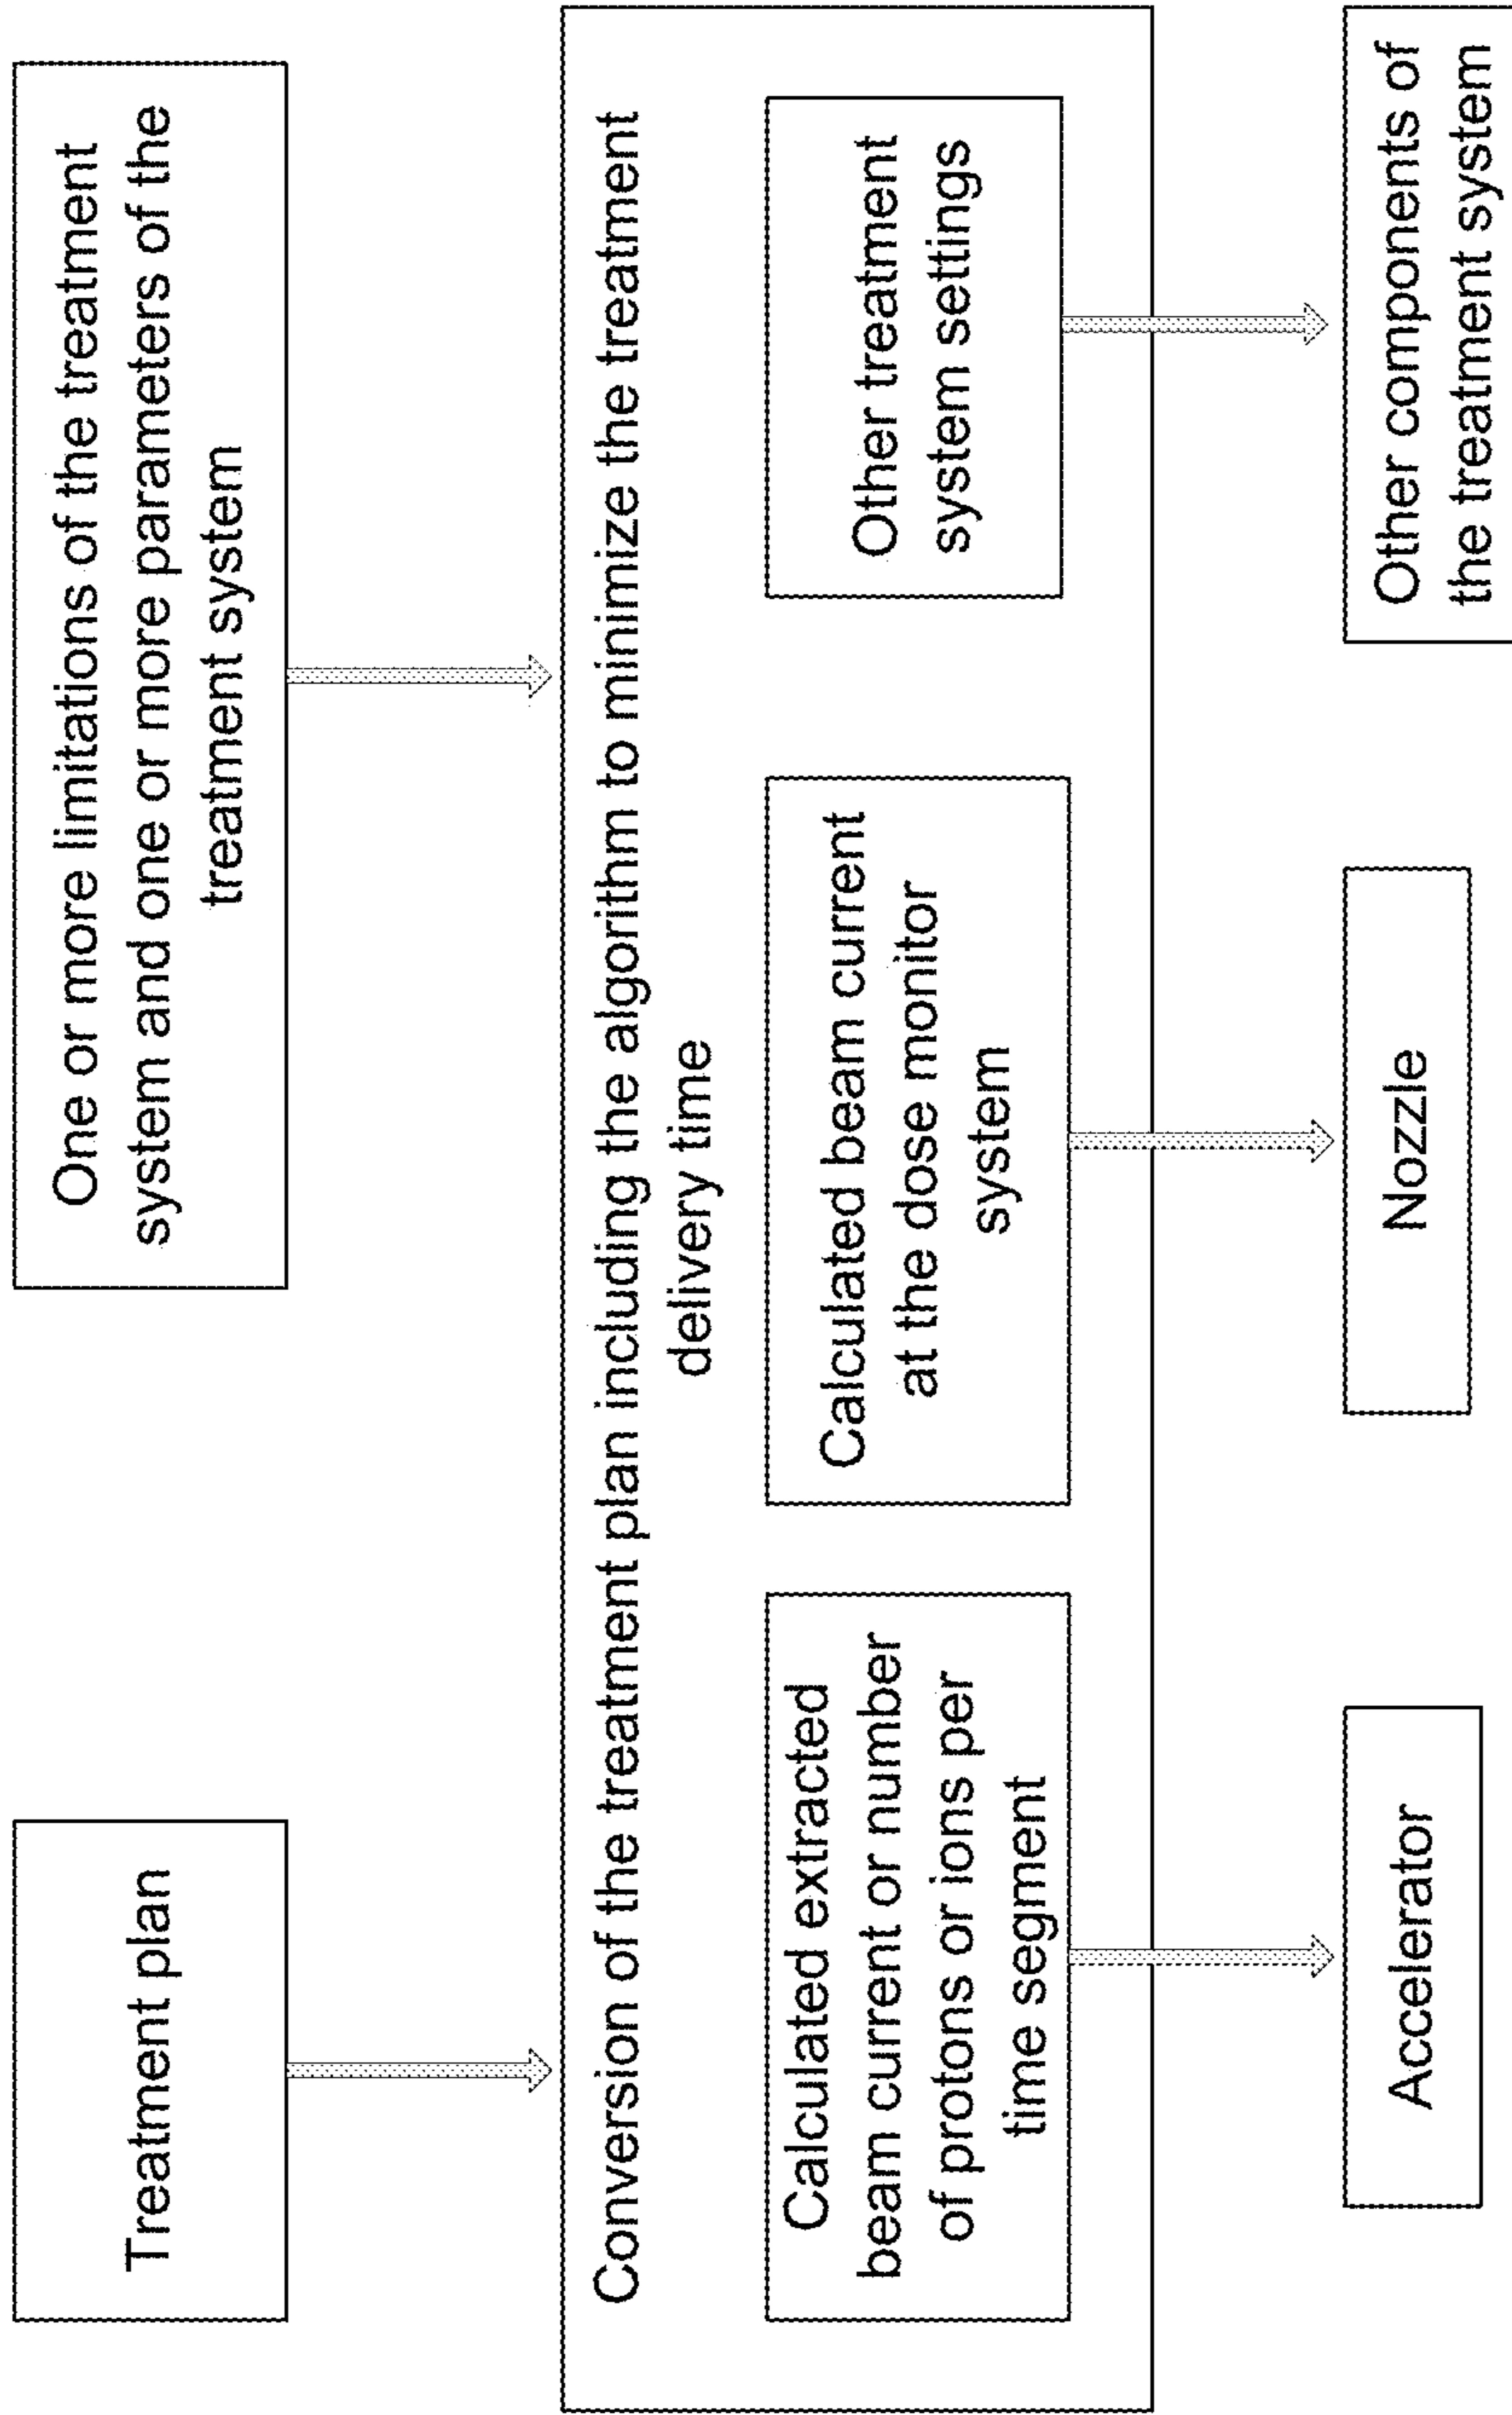 Treatment plan
One or more limitations of the treatment
system and one or more parameters of the
treatment system
Conversion of the treatment plan including the algorithm to minimize the treatment
delivery time
Calculated extracted
beam current or number
of protons or ions per
time segment
Calculated beam current
at the dose monitor
system
Other treatment
system settings
Accelerator
Nozzle
Other components of
the treatment system